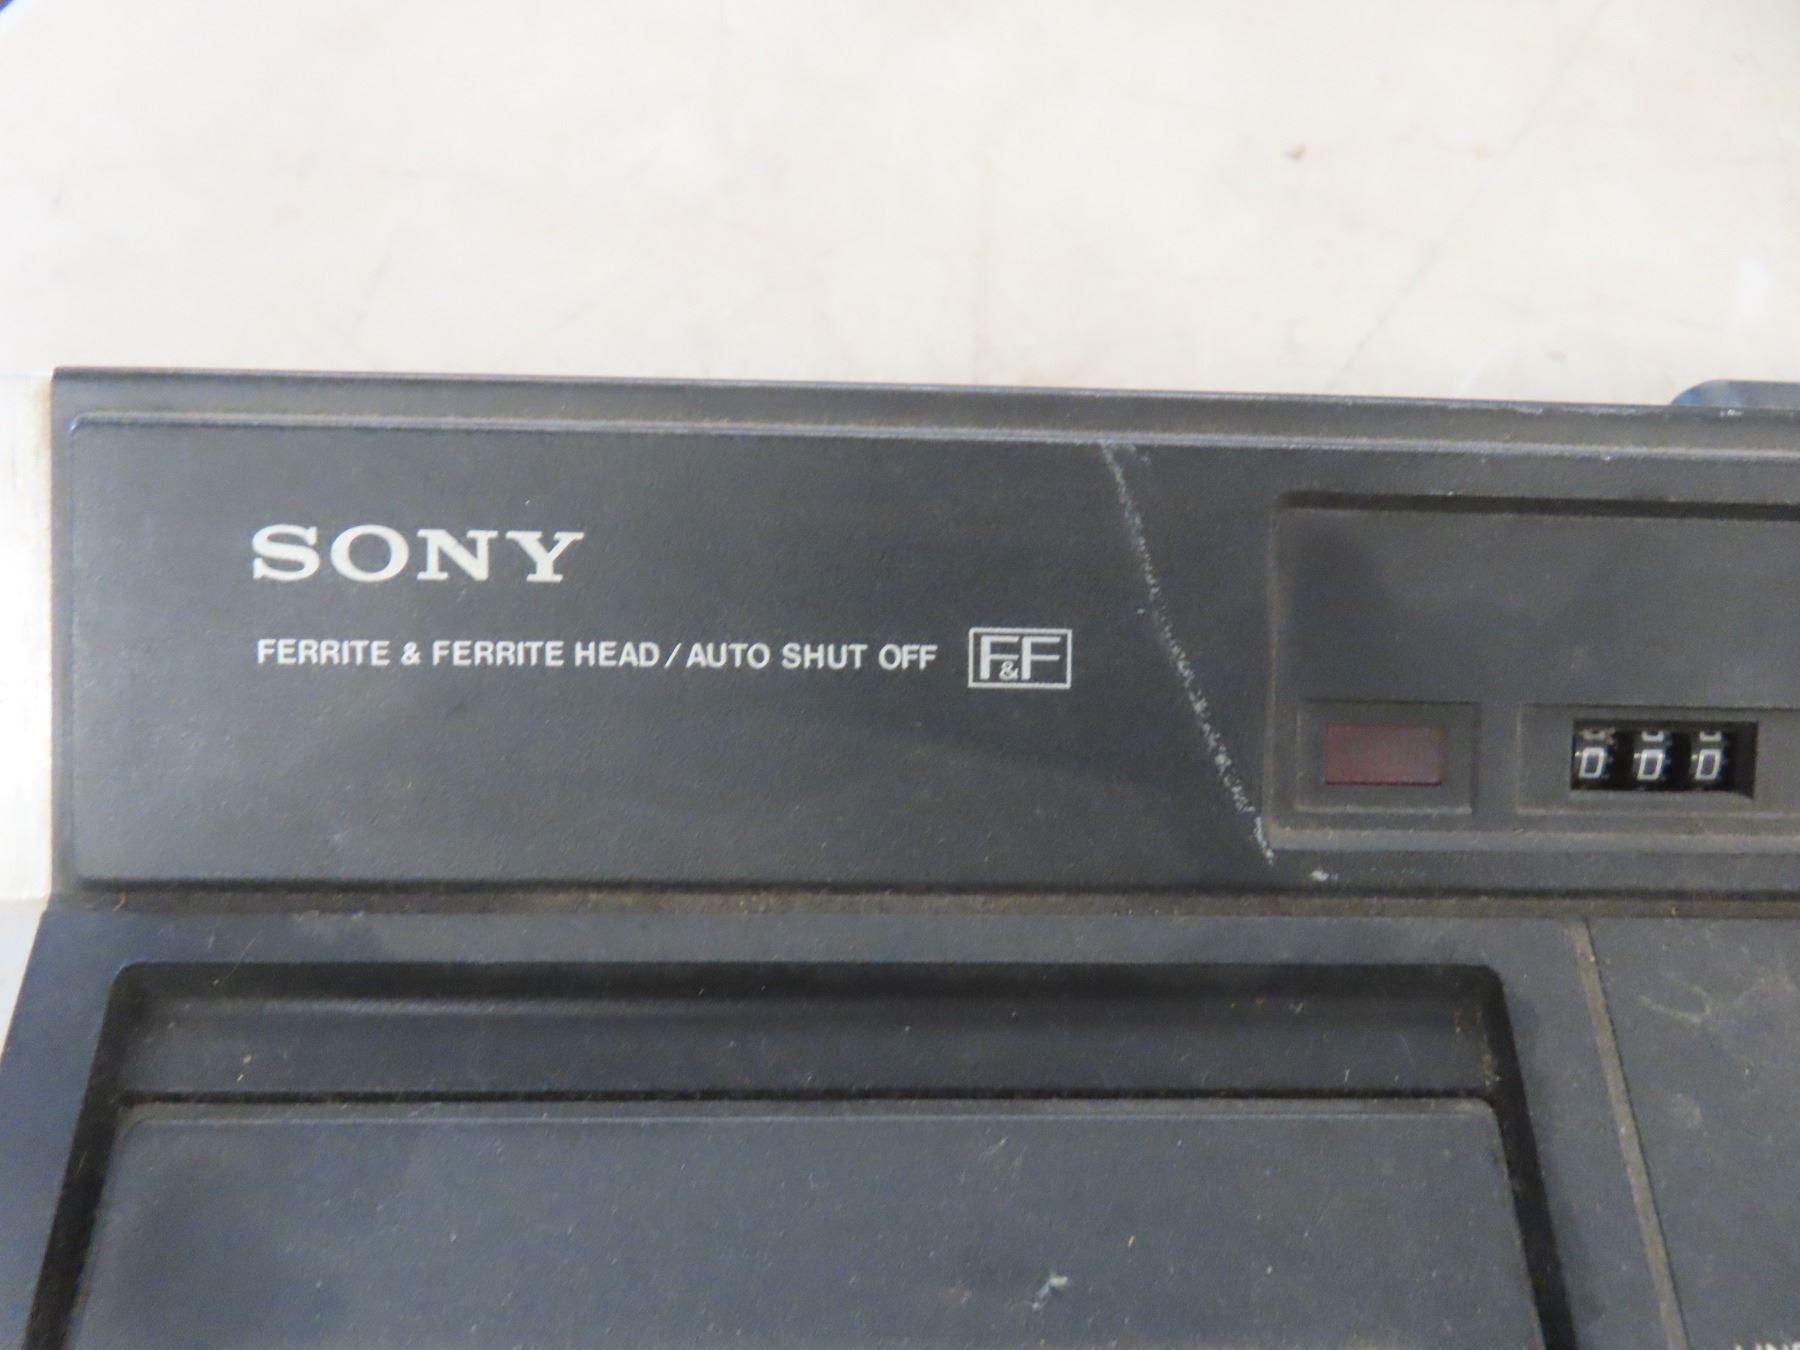 SONY
FERRITE & FERRITE HEAD / AUTO SHUT OFF F&F
000